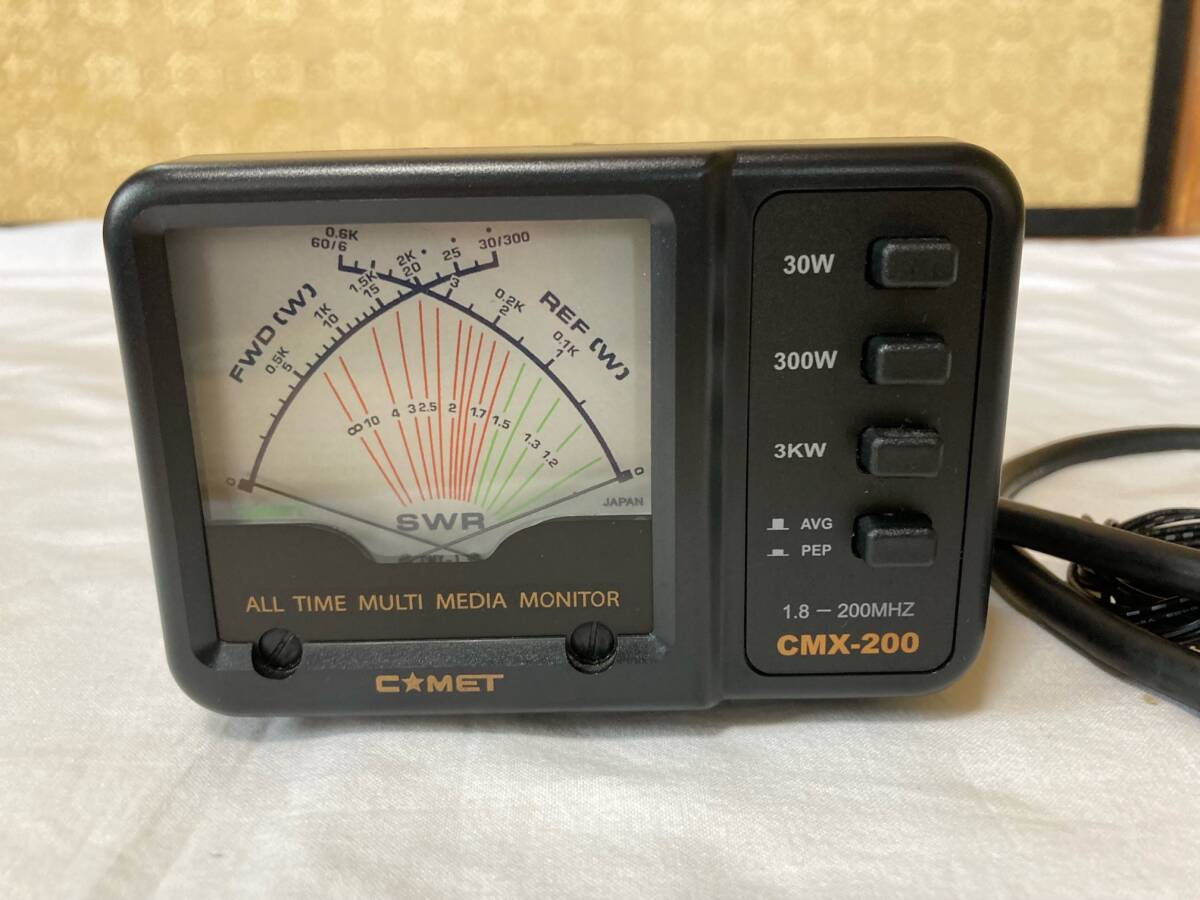 0.6K
60/6
2K
20
25
30/300
1.5K
15
3
1K
10
0.2K
2
FWD(W)
REF(W)
0.5K
5
0.1K
1
∞ 10 4 3 2.5 2 1.7 1.5 1.3 1.2
0
0
JAPAN
SWR
ALL TIME MULTI MEDIA MONITOR
C★MET
30W
300W
3KW
AVG
PEP
1.8 – 200MHZ
CMX-200